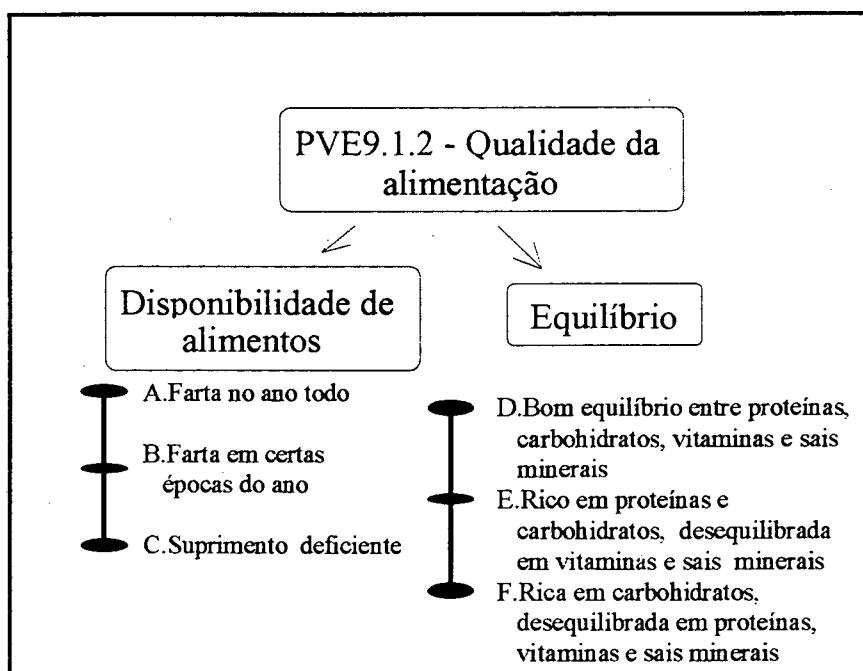 PVE9.1.2 - Qualidade da
alimentação
Disponibilidade de
alimentos
A.Farta no ano todo
B.Farta em certas
épocas do ano
C.Suprimento deficiente
Equilíbrio
D.Bom equilíbrio entre proteínas,
carbohidratos, vitaminas e sais
minerais
E.Rico em proteínas e
carbohidratos, desequilibrada
em vitaminas e sais minerais
F.Rica em carbohidratos,
desequilibrada em proteínas,
vitaminas e sais minerais